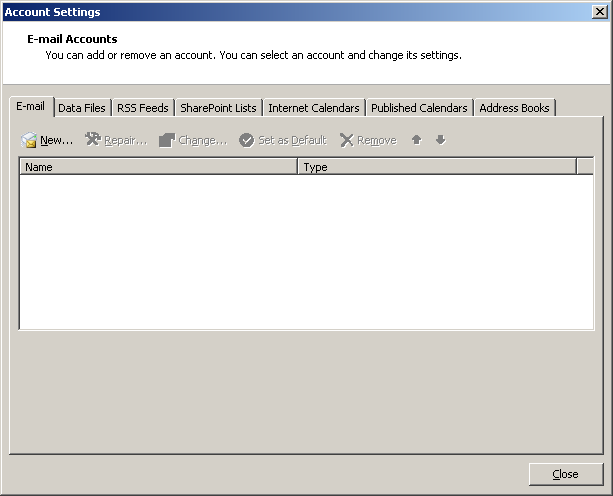 Account Settings
E-mail Accounts
You can add or remove an account. You can select an account and change its settings.
E-mail Data Files RSS Feeds SharePoint Lists Internet Calendars Published Calendars Address Books
New... Repair... Change... Set as Default Remove
Name Type
Close